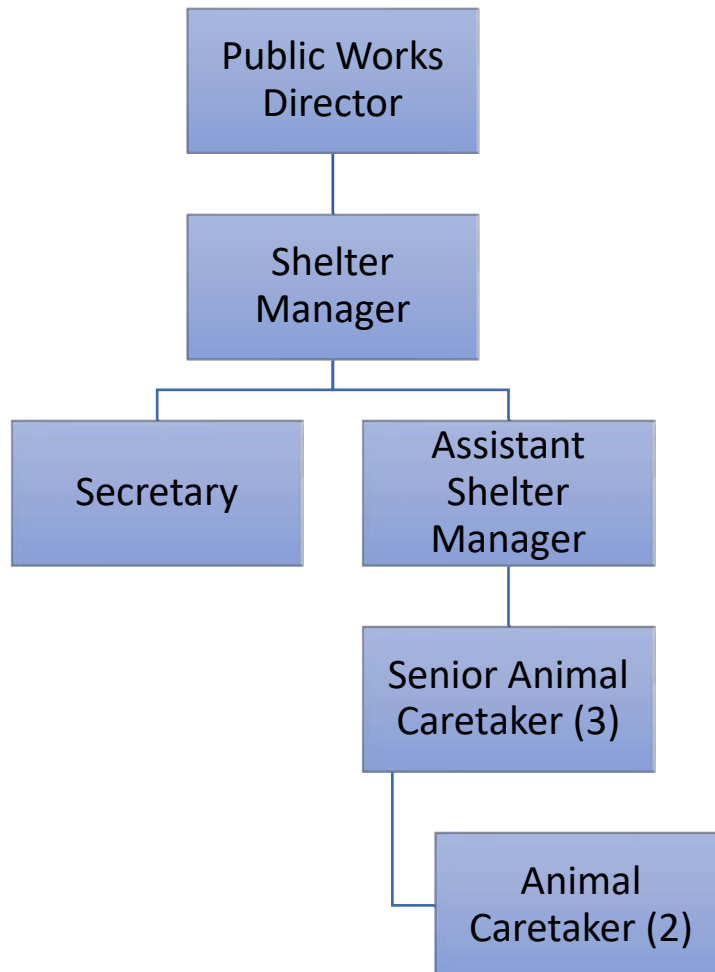 Public Works
Director
Shelter
Manager
Secretary
Assistant
Shelter
Manager
Senior Animal
Caretaker (3)
Animal
Caretaker (2)